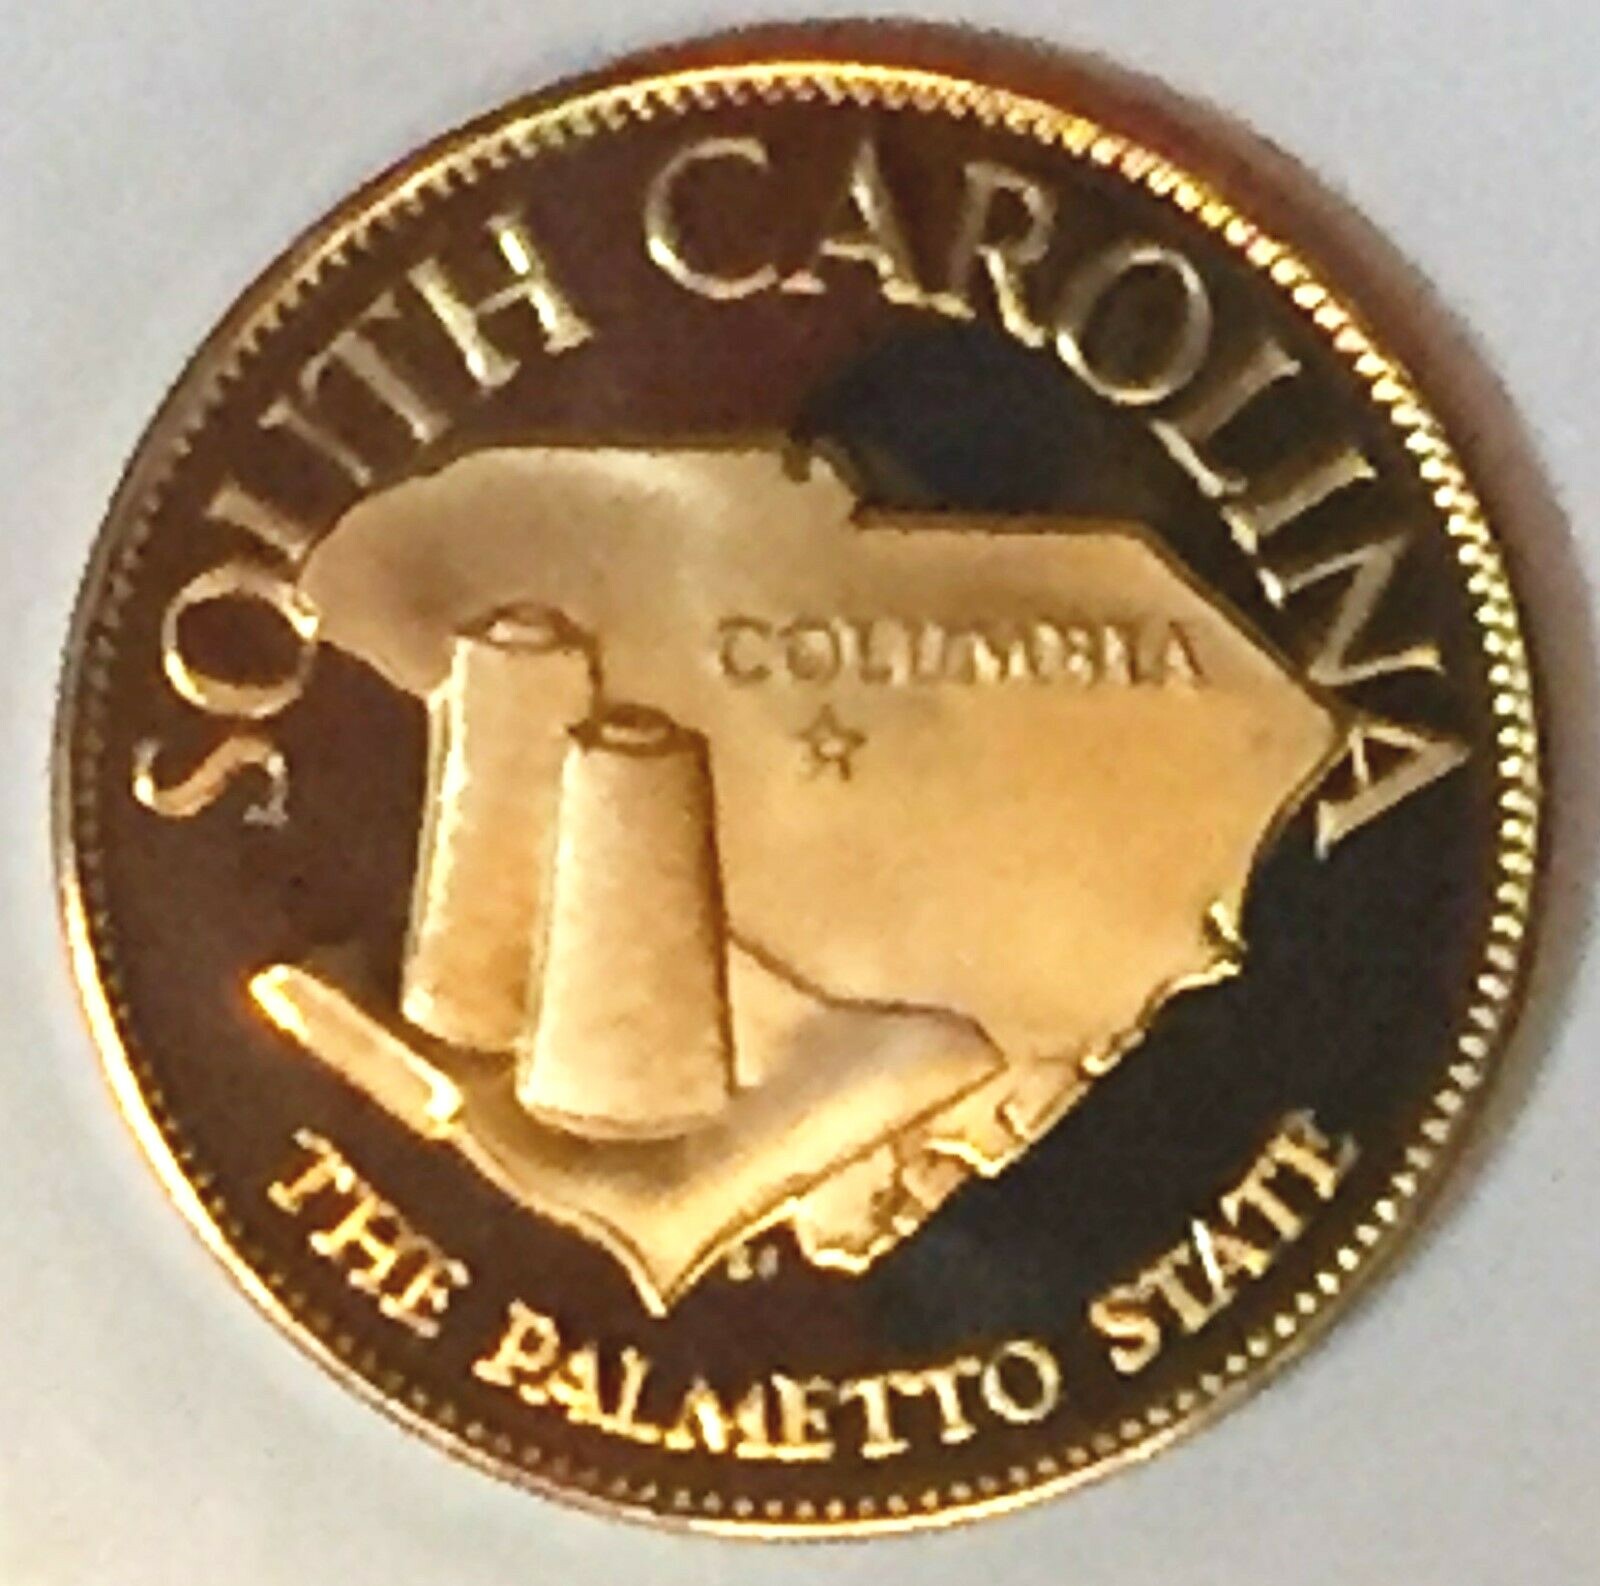 SOUTH CAROLINA
COLUMBIA
THE PALMETTO STATE